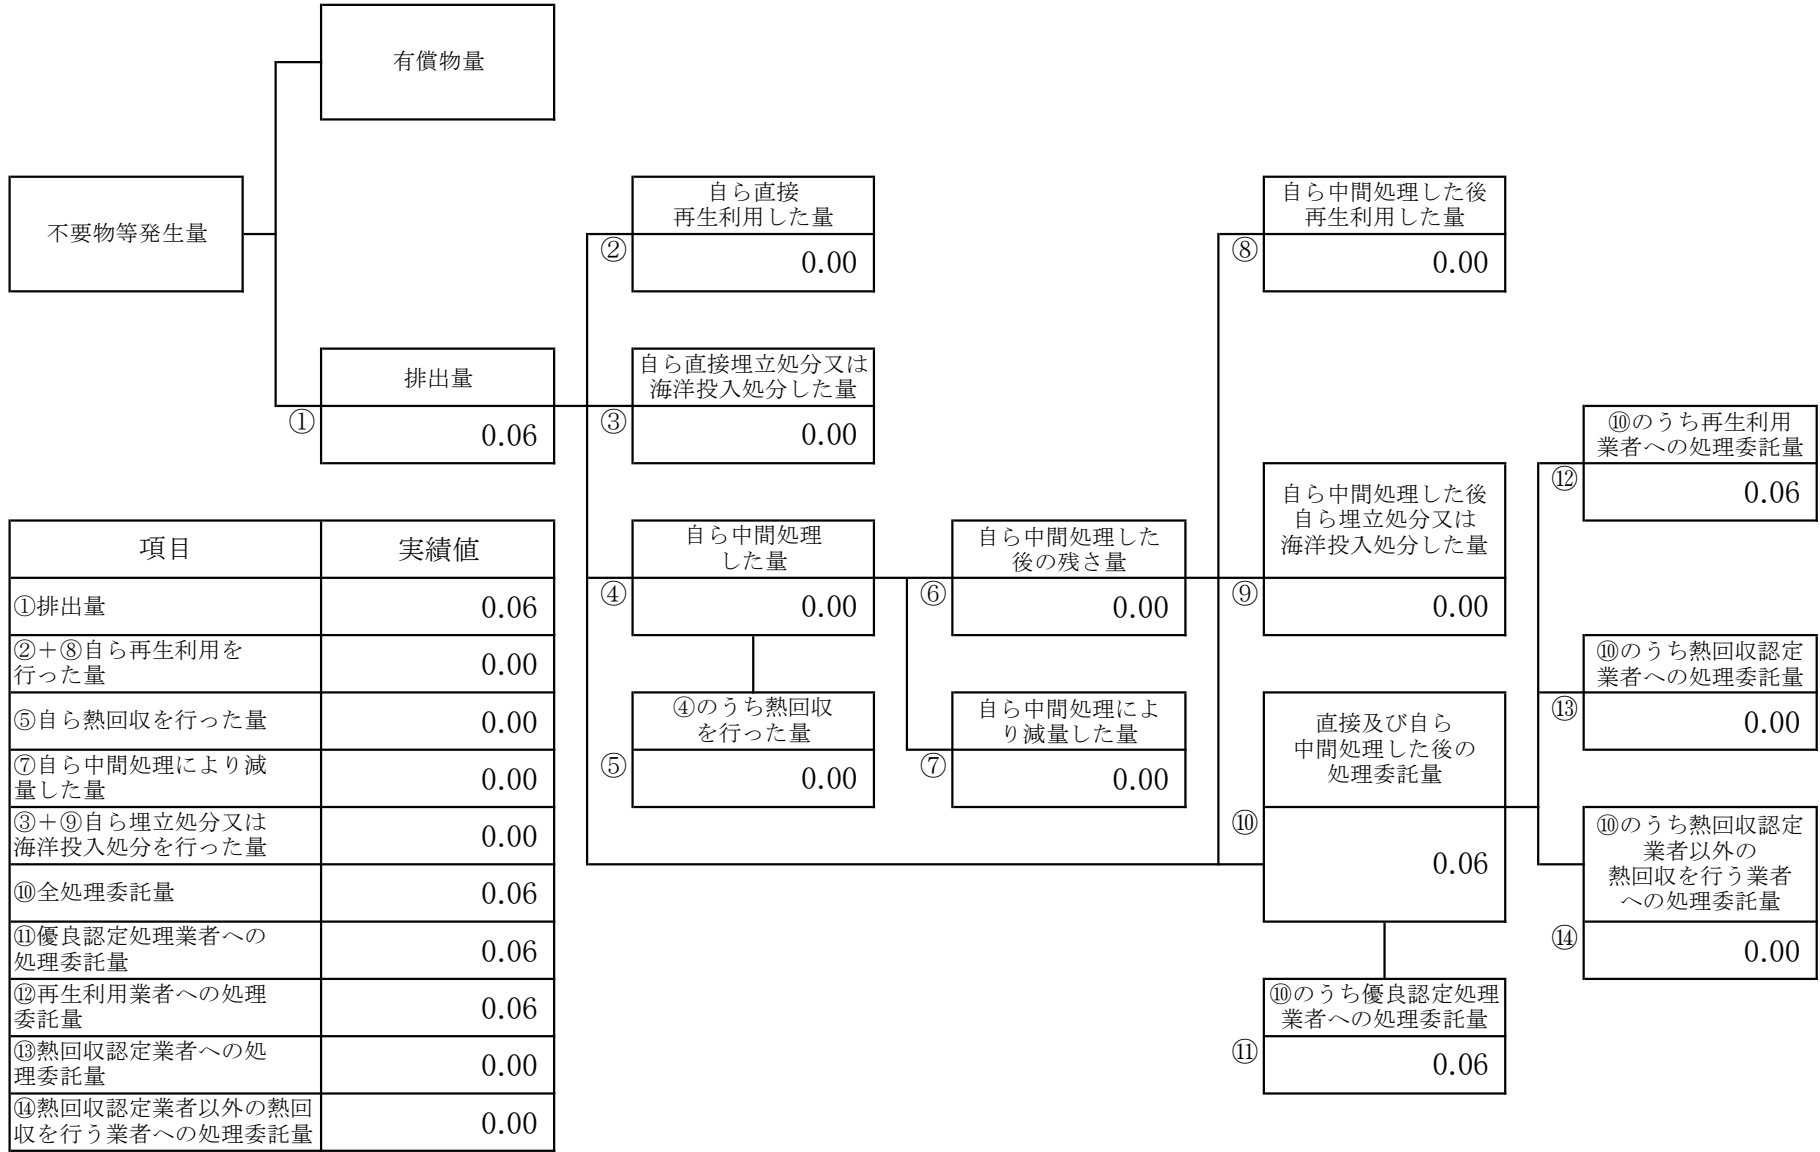 有償物量
不要物等発生量
自ら直接
再生利用した量
②
0.00
自ら中間処理した後
再生利用した量
⑧
0.00
排出量
①
0.06
自ら直接埋立処分又は
海洋投入処分した量
③
0.00
⑩のうち再生利用
業者への処理委託量
⑫
0.06
自ら中間処理
した量
④
0.00
自ら中間処理した
後の残さ量
⑥
0.00
自ら中間処理した後
自ら埋立処分又は
海洋投入処分した量
⑨
0.00
⑩のうち熱回収認定
業者への処理委託量
⑬
0.00
④のうち熱回収
を行った量
⑤
0.00
自ら中間処理によ
り減量した量
⑦
0.00
直接及び自ら
中間処理した後の
処理委託量
⑩
0.06
⑩のうち熱回収認定
業者以外の
熱回収を行う業者
への処理委託量
⑭
0.00
⑩のうち優良認定処理
業者への処理委託量
⑪
0.06
項目 実績値
①排出量 0.06
②＋⑧自ら再生利用を
行った量 0.00
⑤自ら熱回収を行った量 0.00
⑦自ら中間処理により減
量した量 0.00
③＋⑨自ら埋立処分又は
海洋投入処分を行った量 0.00
⑩全処理委託量 0.06
⑪優良認定処理業者への
処理委託量 0.06
⑫再生利用業者への処理
委託量 0.06
⑬熱回収認定業者への処
理委託量 0.00
⑭熱回収認定業者以外の熱回
収を行う業者への処理委託量 0.00